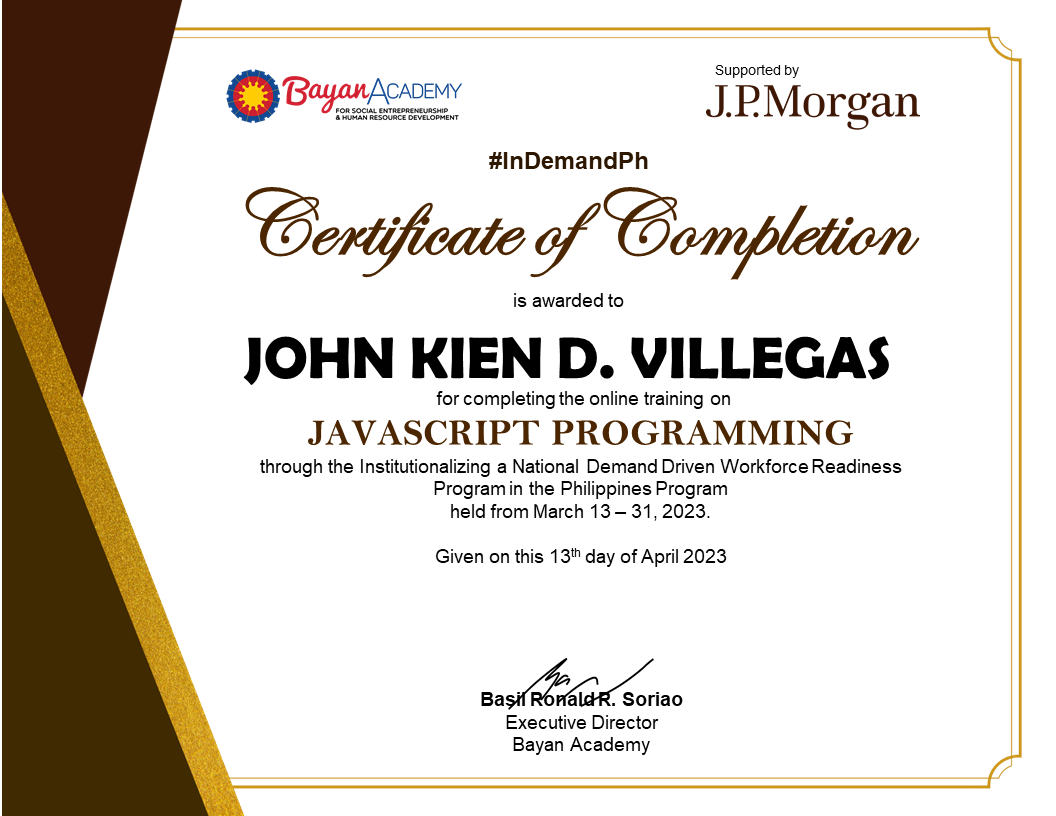 Bayan ACADEMY
FOR SOCIAL ENTREPRENEURSHIP
& HUMAN RESOURCE DEVELOPMENT
Supported by
J.P.Morgan
#InDemandPh
Certificate of Completion
is awarded to
JOHN KIEN D. VILLEGAS
for completing the online training on
JAVASCRIPT PROGRAMMING
through the Institutionalizing a National Demand Driven Workforce Readiness
Program in the Philippines Program
held from March 13 – 31, 2023.
Given on this 13th day of April 2023
Basil Ronald R. Soriao
Executive Director
Bayan Academy